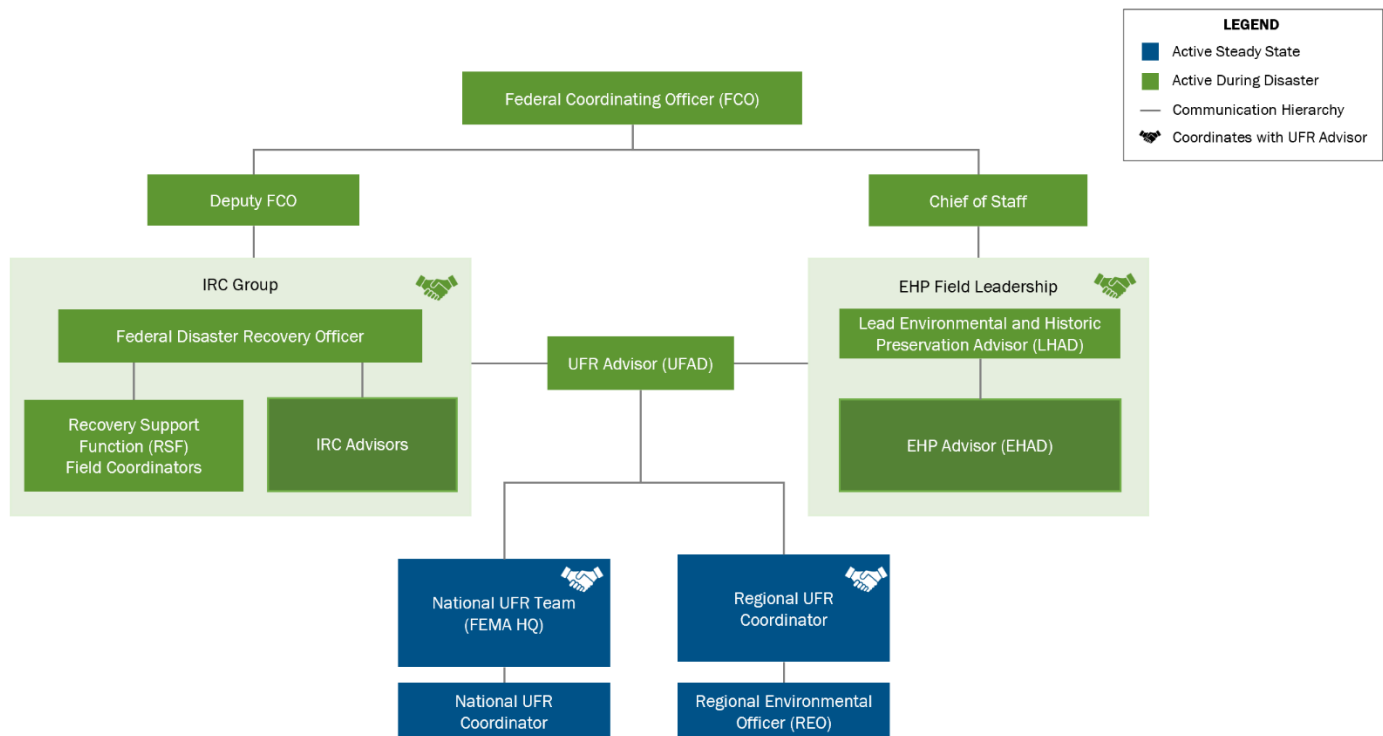 LEGEND
Active Steady State
Active During Disaster
Communication Hierarchy
Coordinates with UFR Advisor
Federal Coordinating Officer (FCO)
Deputy FCO
Chief of Staff
IRC Group
Federal Disaster Recovery Officer
Recovery Support
Function (RSF)
Field Coordinators
IRC Advisors
UFR Advisor (UFAD)
EHP Field Leadership
Lead Environmental and Historic
Preservation Advisor (LHAD)
EHP Advisor (EHAD)
National UFR Team
(FEMA HQ)
National UFR
Coordinator
Regional UFR
Coordinator
Regional Environmental
Officer (REO)